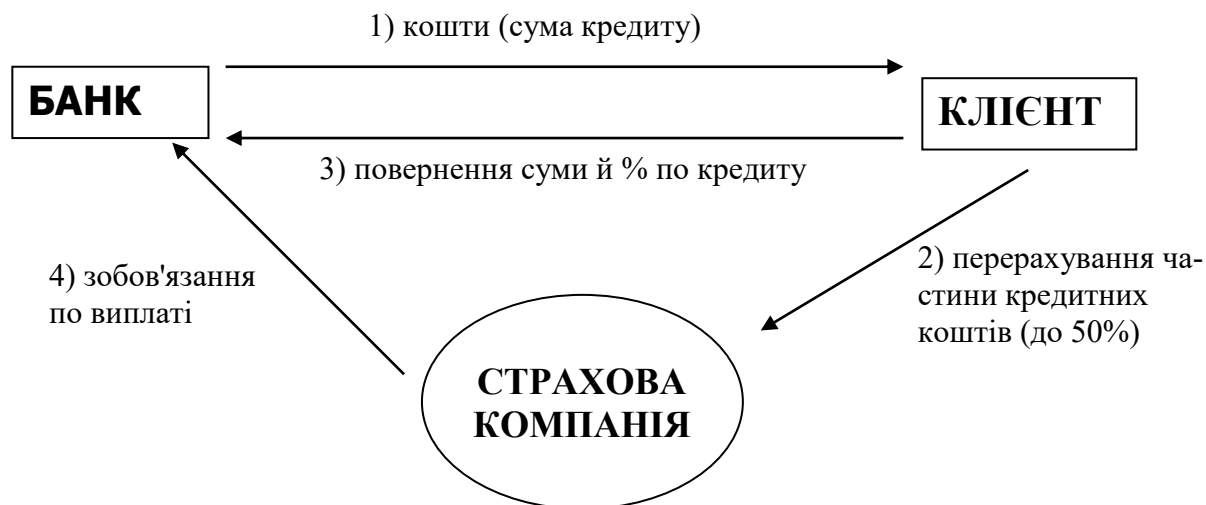 1) кошти (сума кредиту)
БАНК
КЛІЄНТ
3) повернення суми й % по кредиту
4) зобов'язання
по виплаті
2) перерахування ча-
стини кредитних
коштів (до 50%)
СТРАХОВА
КОМПАНІЯ